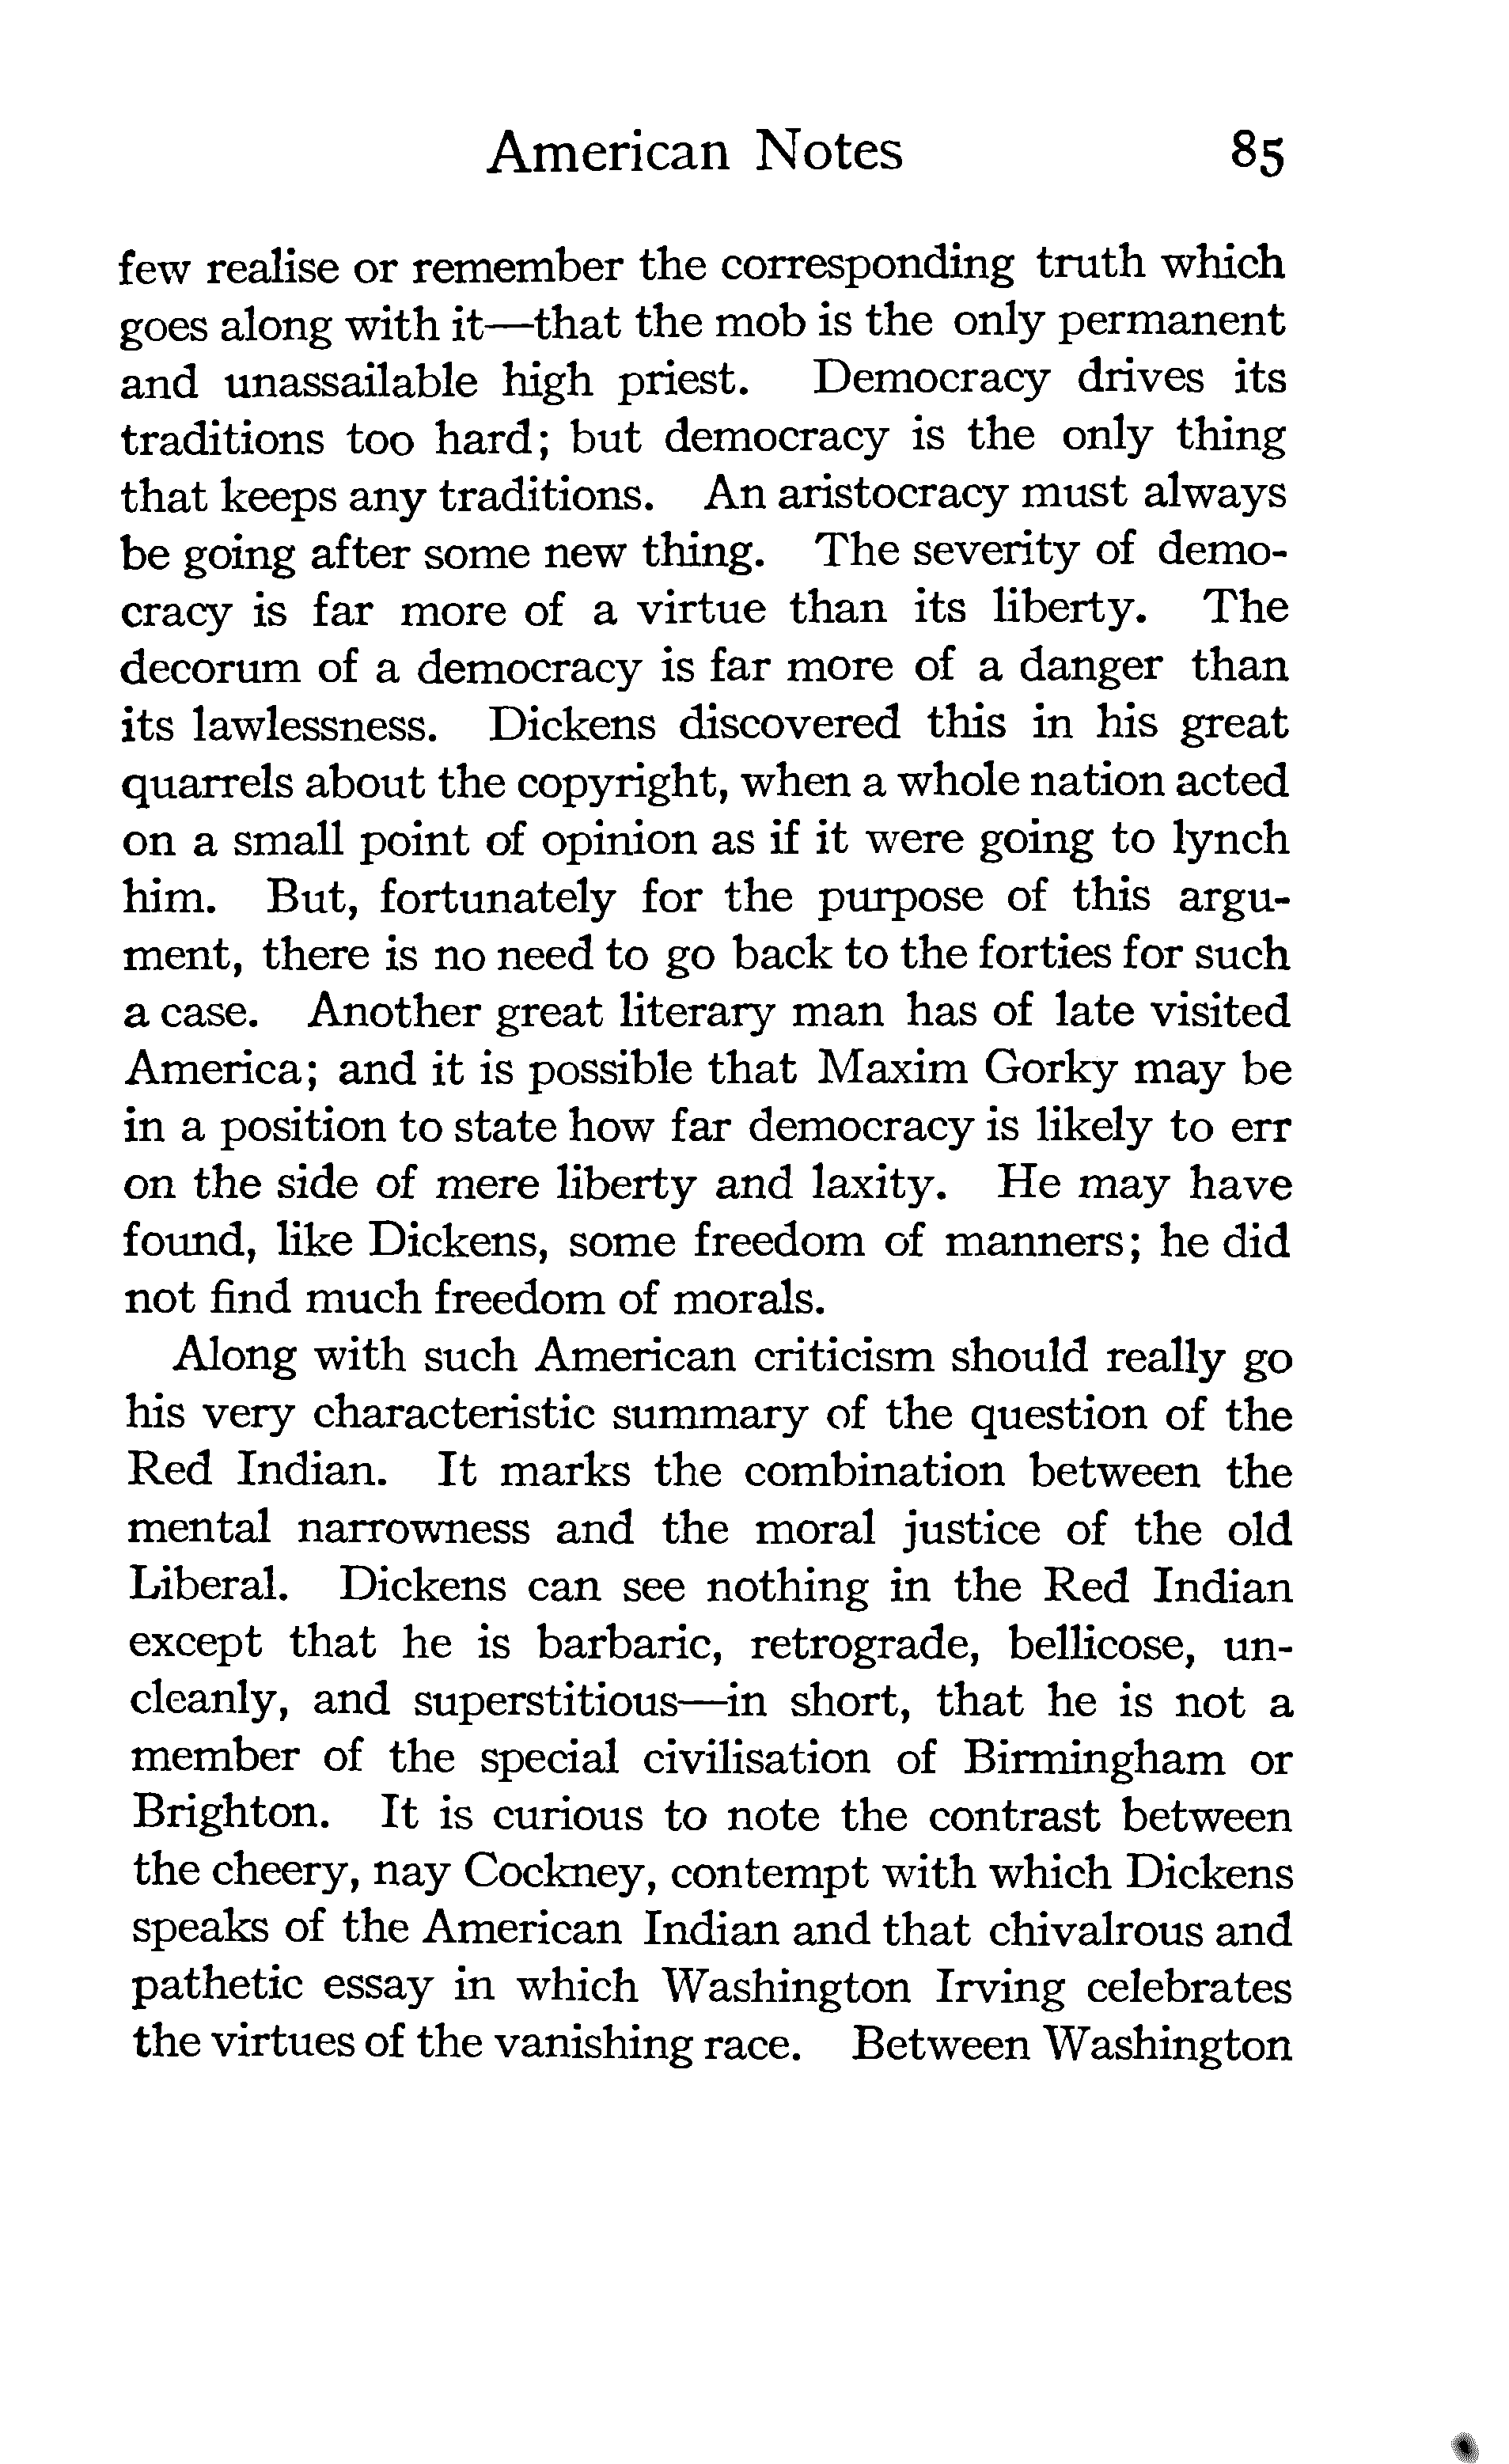 American Notes 85
few realise or remember the corresponding truth which
goes along with it—that the mob is the only permanent
and unassailable high priest. Democracy drives its
traditions too hard; but democracy is the only thing
that keeps any traditions. An aristocracy must always
be going after some new thing. The severity of demo-
cracy is far more of a virtue than its liberty. The
decorum of a democracy is far more of a danger than
its lawlessness. Dickens discovered this in his great
quarrels about the copyright, when a whole nation acted
on a small point of opinion as if it were going to lynch
him. But, fortunately for the purpose of this argu-
ment, there is no need to go back to the forties for such
a case. Another great literary man has of late visited
America; and it is possible that Maxim Gorky may be
in a position to state how far democracy is likely to err
on the side of mere liberty and laxity. He may have
found, like Dickens, some freedom of manners; he did
not find much freedom of morals.
Along with such American criticism should really go
his very characteristic summary of the question of the
Red Indian. It marks the combination between the
mental narrowness and the moral justice of the old
Liberal. Dickens can see nothing in the Red Indian
except that he is barbaric, retrograde, bellicose, un-
cleanly, and superstitious—in short, that he is not a
member of the special civilisation of Birmingham or
Brighton. It is curious to note the contrast between
the cheery, nay Cockney, contempt with which Dickens
speaks of the American Indian and that chivalrous and
pathetic essay in which Washington Irving celebrates
the virtues of the vanishing race. Between Washington